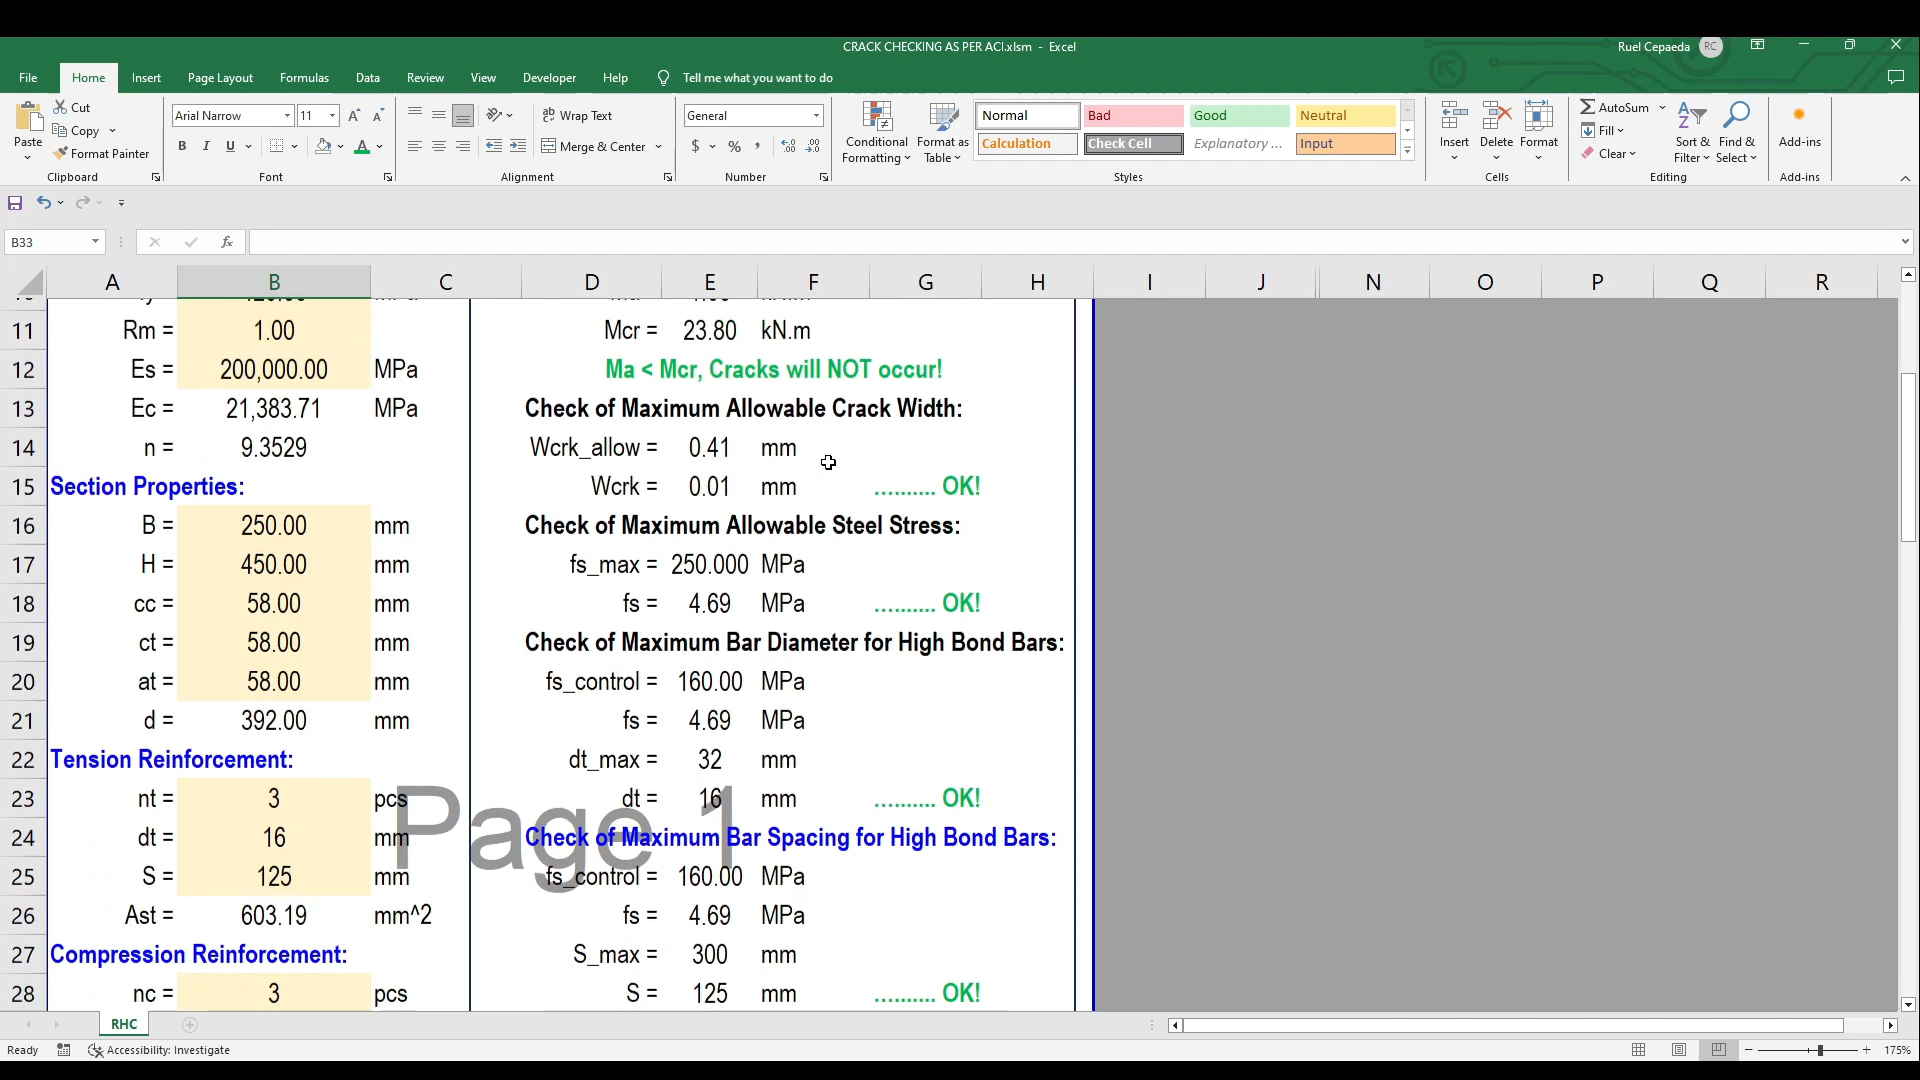 CRACK CHECKING AS PER ACI.xlsm - Excel
Ruel Cepaeda RC
File Home Insert Page Layout Formulas Data Review View Developer Help Tell me what you want to do
Paste Cut Copy Format Painter Clipboard
Arial Narrow 11 B I U Font
Wrap Text Merge & Center Alignment
General $ % , Number
Conditional Formatting Format as Table
Normal Bad Good Neutral
Calculation Check Cell Explanatory ... Input
Styles
Insert Delete Format Cells
AutoSum Fill Clear Sort & Filter Find & Select Editing
Add-ins Add-ins
B33 fx
A B C D E F G H I J N O P Q R
11 Rm = 1.00 Mcr = 23.80 kN.m
12 Es = 200,000.00 MPa Ma < Mcr, Cracks will NOT occur!
13 Ec = 21,383.71 MPa Check of Maximum Allowable Crack Width:
14 n = 9.3529 Wcrk_allow = 0.41 mm
15 Section Properties: Wcrk = 0.01 mm .......... OK!
16 B = 250.00 mm Check of Maximum Allowable Steel Stress:
17 H = 450.00 mm fs_max = 250.000 MPa
18 cc = 58.00 mm fs = 4.69 MPa .......... OK!
19 ct = 58.00 mm Check of Maximum Bar Diameter for High Bond Bars:
20 at = 58.00 mm fs_control = 160.00 MPa
21 d = 392.00 mm fs = 4.69 MPa
22 Tension Reinforcement: dt_max = 32 mm
23 nt = 3 pcs dt = 16 mm .......... OK!
Page 1
24 dt = 16 mm Check of Maximum Bar Spacing for High Bond Bars:
25 S = 125 mm fs_control = 160.00 MPa
26 Ast = 603.19 mm^2 fs = 4.69 MPa
27 Compression Reinforcement: S_max = 300 mm
28 nc = 3 pcs S = 125 mm .......... OK!
RHC
Ready Accessibility: Investigate 175%